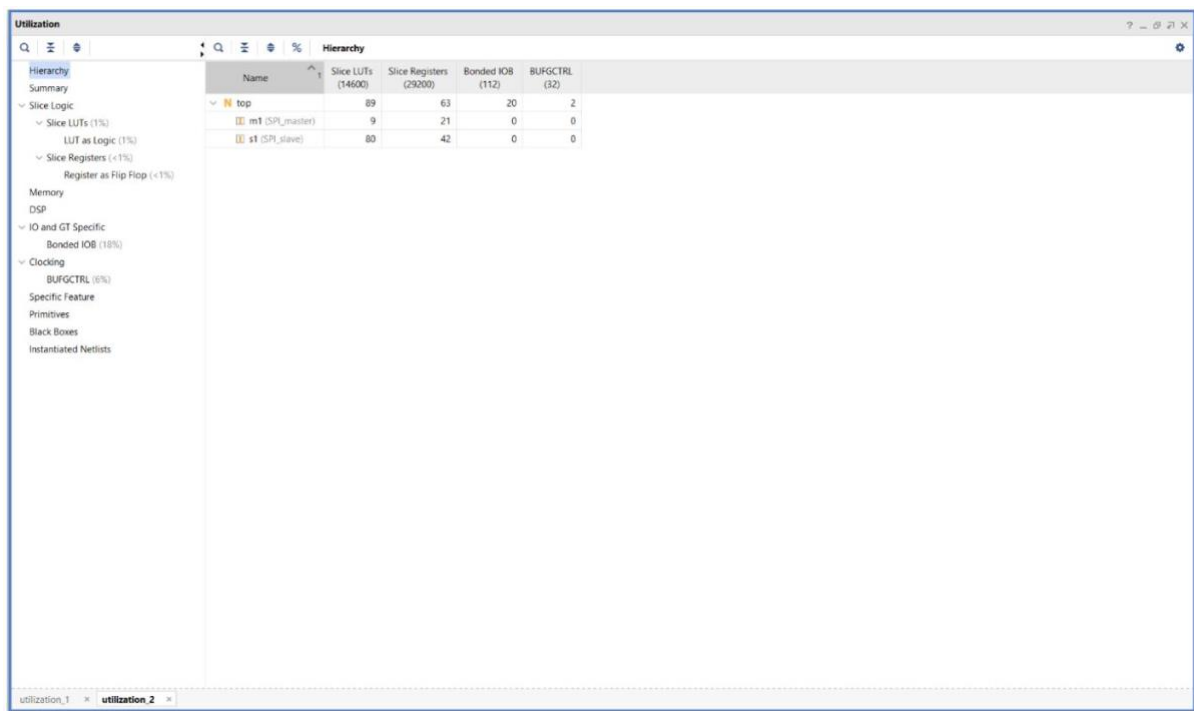 Utilization
Hierarchy
Hierarchy
Summary
Slice Logic
Slice LUTs (1%)
LUT as Logic (1%)
Slice Registers (<1%)
Register as Flip Flop (<1%)
Memory
DSP
IO and GT Specific
Bonded IOB (18%)
Clocking
BUFGCTRL (6%)
Specific Feature
Primitives
Black Boxes
Instantiated Netlists
Name 1 Slice LUTs (14600) Slice Registers (29200) Bonded IOB (112) BUFGCTRL (32)
N top 89 63 20 2
m1 (SPI_master) 9 21 0 0
s1 (SPI_slave) 80 42 0 0
utilization_1 utilization_2